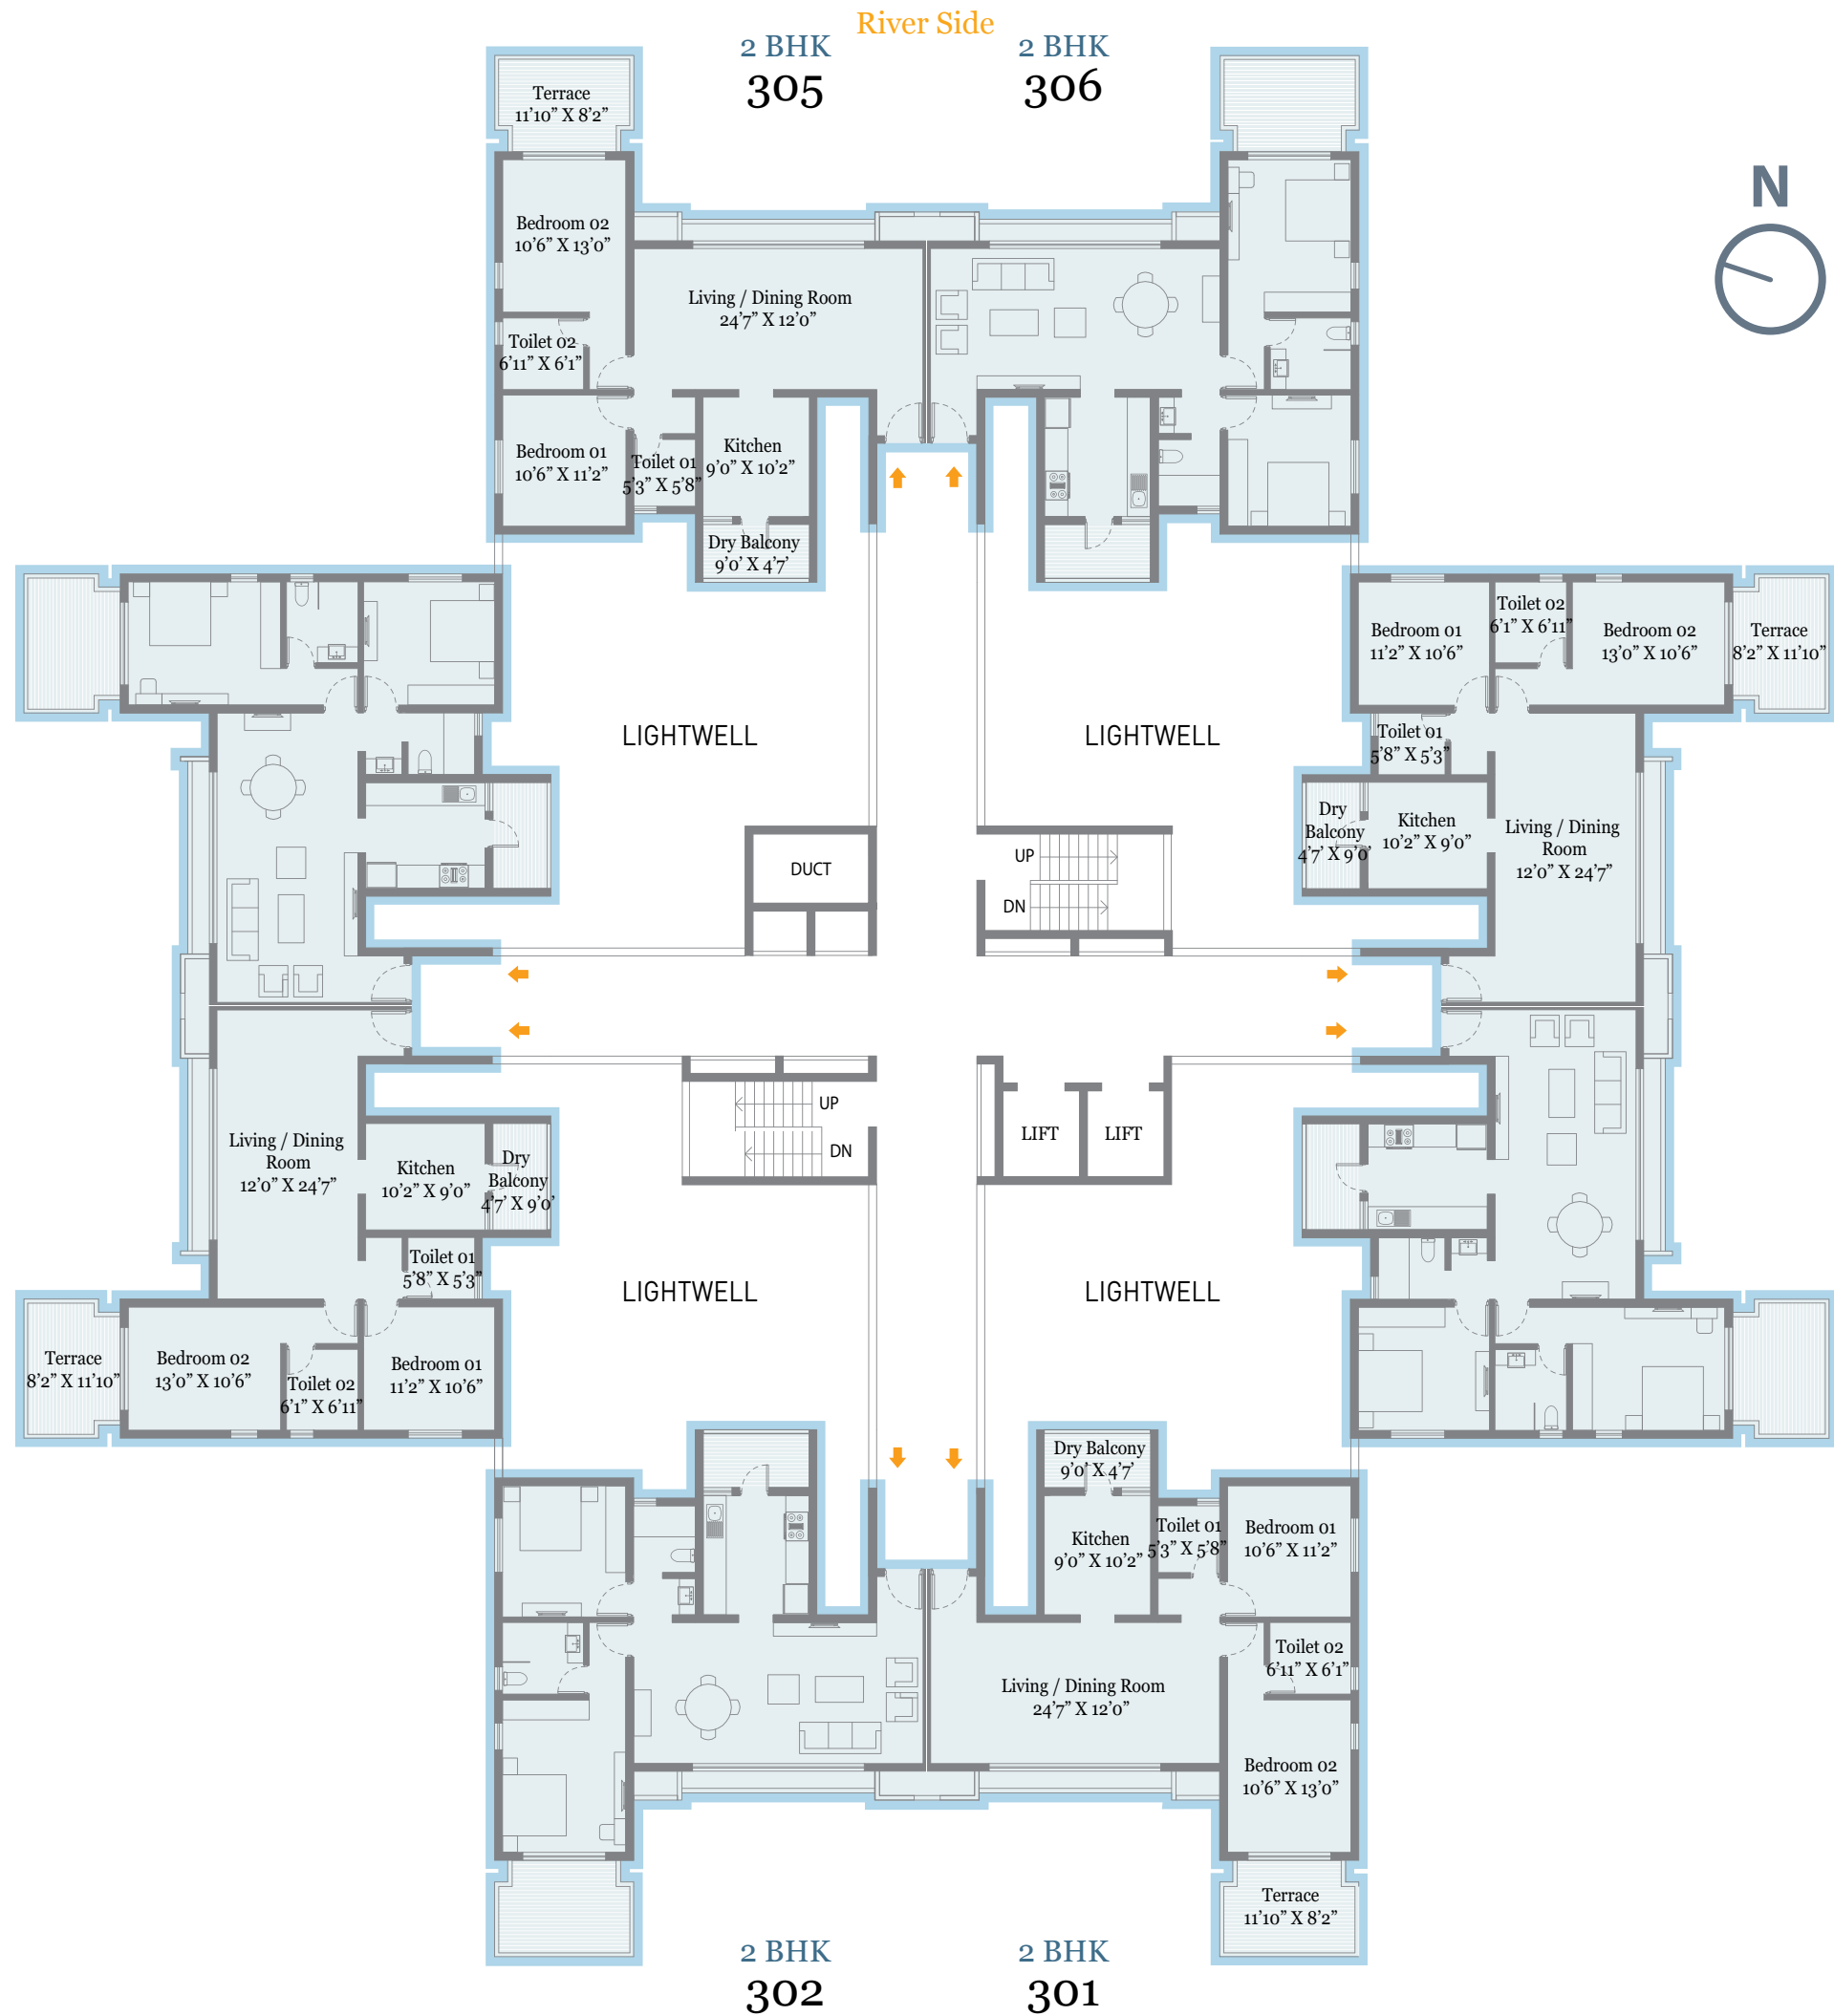 River Side
2 BHK
305
2 BHK
306
N
Terrace
11’10” X 8’2”
Bedroom 02
10’6” X 13’0”
Living / Dining Room
24’7” X 12’0”
Toilet 02
6’11” X 6’1”
Bedroom 01
10’6” X 11’2”
Toilet 01
5’3” X 5’8”
Kitchen
9’0” X 10’2”
Dry Balcony
9’0’ X 4’7’
Bedroom 01
11’2” X 10’6”
Toilet 02
6’1” X 6’11”
Bedroom 02
13’0” X 10’6”
Terrace
8’2” X 11’10”
Toilet 01
5’8” X 5’3”
Dry
Balcony
4’7’ X 9’0’
Kitchen
10’2” X 9’0”
Living / Dining
Room
12’0” X 24’7”
LIGHTWELL
LIGHTWELL
DUCT
UP
DN
UP
DN
LIFT
LIFT
Living / Dining
Room
12’0” X 24’7”
Kitchen
10’2” X 9’0”
Dry
Balcony
4’7’ X 9’0’
Toilet 01
5’8” X 5’3”
Terrace
8’2” X 11’10”
Bedroom 02
13’0” X 10’6”
Toilet 02
6’1” X 6’11”
Bedroom 01
11’2” X 10’6”
LIGHTWELL
LIGHTWELL
Dry Balcony
9’0’ X 4’7’
Kitchen
9’0” X 10’2”
Toilet 01
5’3” X 5’8”
Bedroom 01
10’6” X 11’2”
Toilet 02
6’11” X 6’1”
Living / Dining Room
24’7” X 12’0”
Bedroom 02
10’6” X 13’0”
Terrace
11’10” X 8’2”
2 BHK
302
2 BHK
301